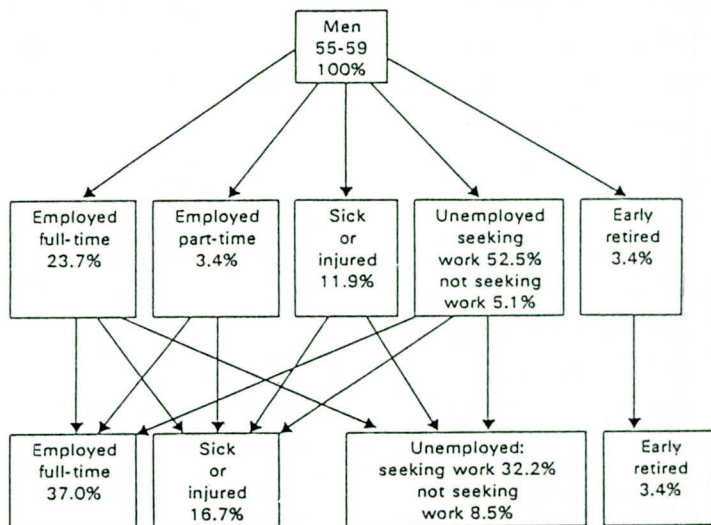 Men
55-59
100%
Employed
full-time
23.7%
Employed
part-time
3.4%
Sick
or
injured
11.9%
Unemployed
seeking
work 52.5%
not seeking
work 5.1%
Early
retired
3.4%
Employed
full-time
37.0%
Sick
or
injured
16.7%
Unemployed:
seeking work 32.2%
not seeking
work 8.5%
Early
retired
3.4%